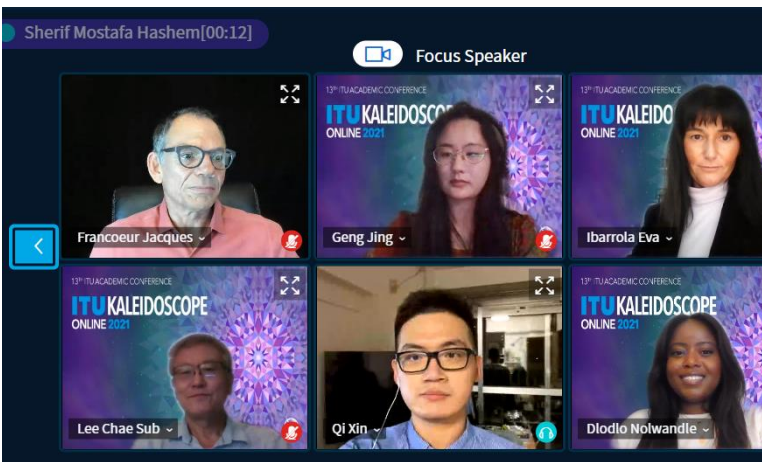 Sherif Mostafa Hashem[00:12]
Focus Speaker
Francoeur Jacques
13th ITU ACADEMIC CONFERENCE
ITU KALEIDOSCOPE
ONLINE 2021
Geng Jing
13th ITU ACADEMIC CONFERENCE
ITU KALEIDO
ONLINE 2021
Ibarrola Eva
13th ITU ACADEMIC CONFERENCE
ITU KALEIDOSCOPE
ONLINE 2021
Lee Chae Sub
Qi Xin
13th ITU ACADEMIC CONFERENCE
ITU KALEIDOSCOPE
ONLINE 2021
Dlodlo Nolwandle